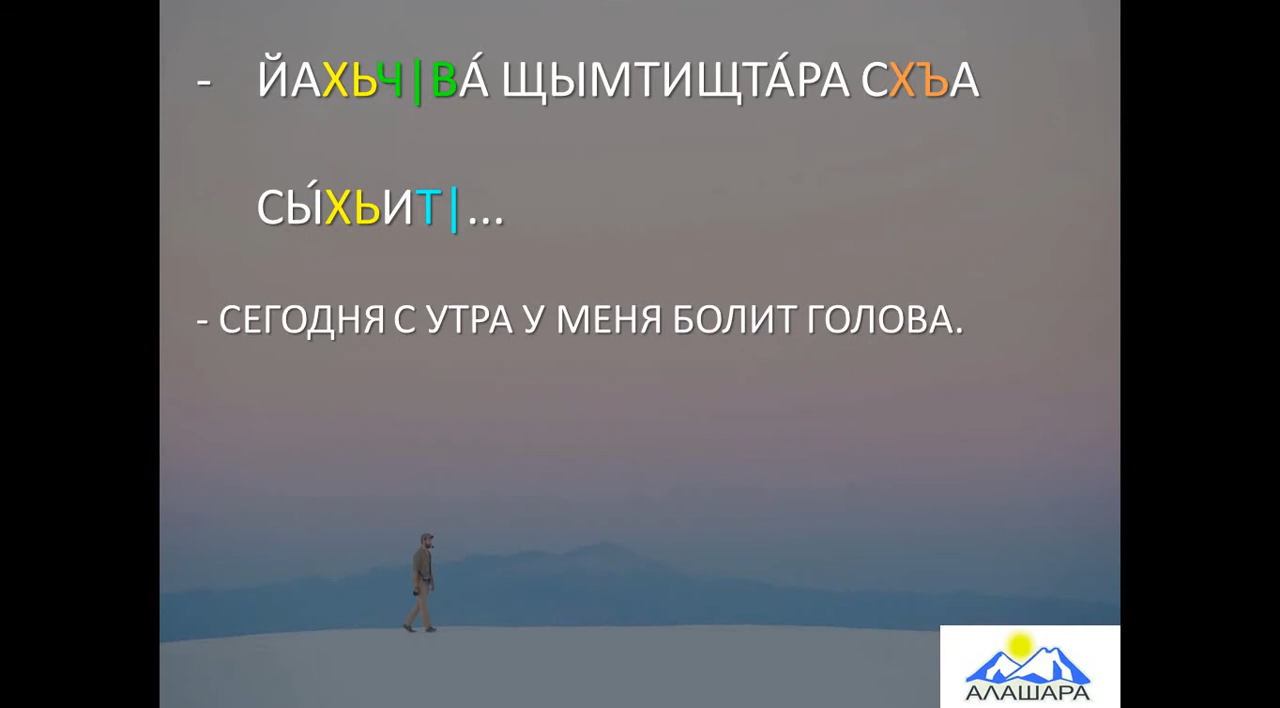 - ЙАХЬЧ|ВА́ ЩЫМТИЩТА́РА СХЪА
СЫ́ХЬИТ|...
- СЕГОДНЯ С УТРА У МЕНЯ БОЛИТ ГОЛОВА.
АЛАШАРА